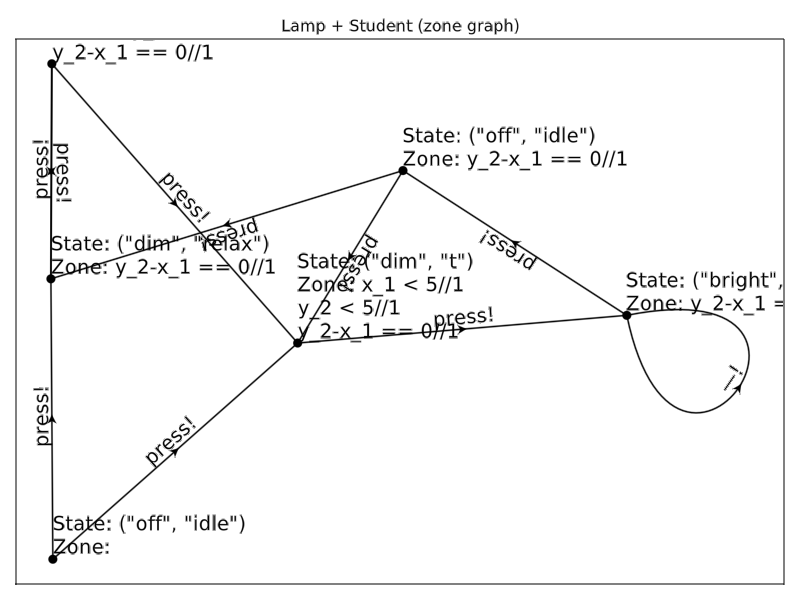 Lamp + Student (zone graph)
y_2-x_1 == 0//1
State: ("off", "idle")
Zone: y_2-x_1 == 0//1
press!
press!
press!
press!
State: ("dim", "relax")
Zone: y_2-x_1 == 0//1
press!
press!
State: ("dim", "t")
Zone: x_1 < 5//1
y_2 < 5//1
y_2-x_1 == 0//1
press!
State: ("bright",
Zone: y_2-x_1 =
press!
press!
State: ("off", "idle")
Zone: